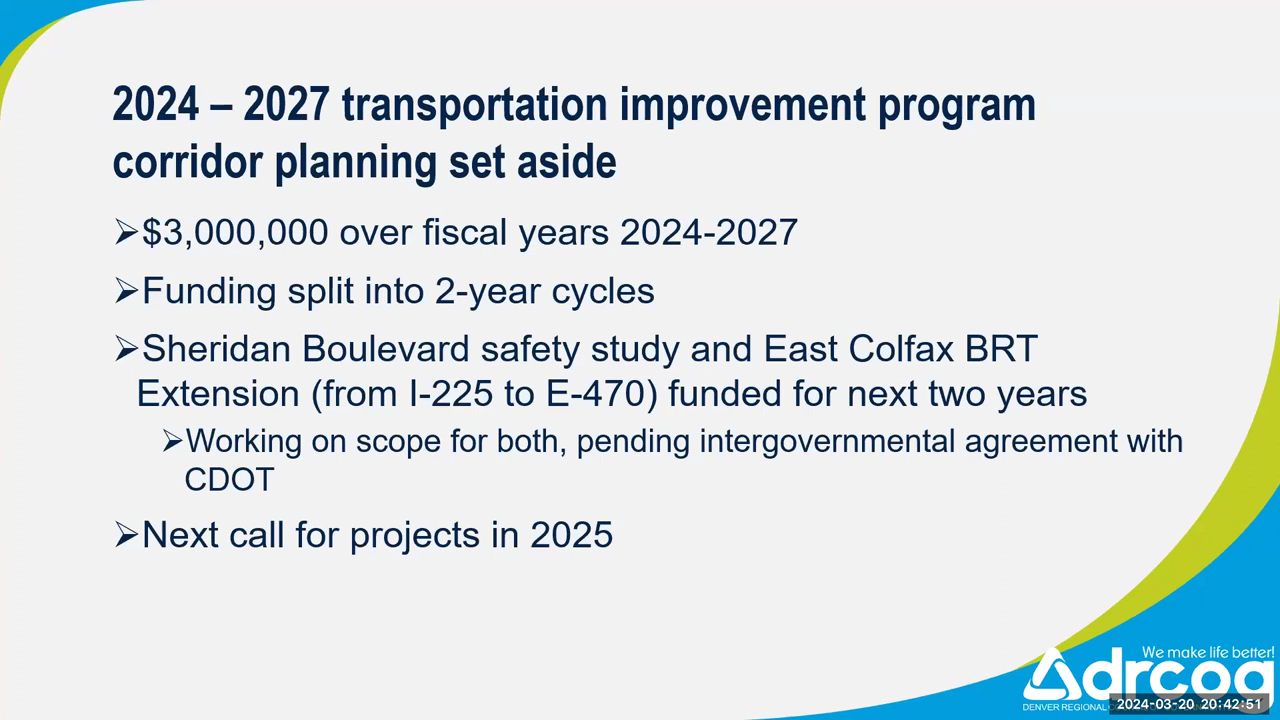 2024 – 2027 transportation improvement program
corridor planning set aside
➢$3,000,000 over fiscal years 2024-2027
➢Funding split into 2-year cycles
➢Sheridan Boulevard safety study and East Colfax BRT
Extension (from I-225 to E-470) funded for next two years
➢Working on scope for both, pending intergovernmental agreement with
CDOT
➢Next call for projects in 2025
We make life better!
drcog
DENVER REGIONAL
2024-03-20 20:42:51